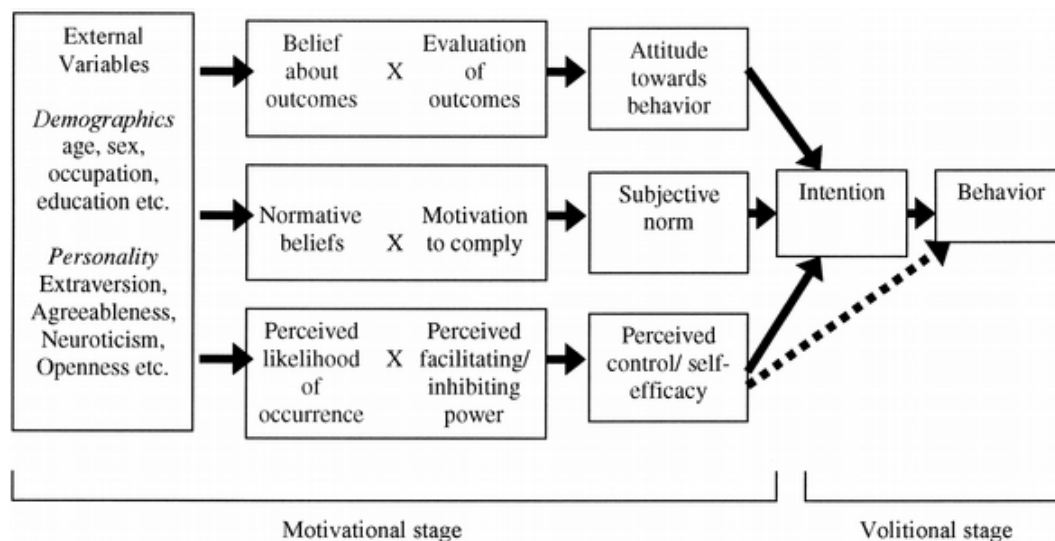 External
Variables
Demographics
age, sex,
occupation,
education etc.
Personality
Extraversion,
Agreeableness,
Neuroticism,
Openness etc.
Belief
about
outcomes
X
Evaluation
of
outcomes
Attitude
towards
behavior
Normative
beliefs
X
Motivation
to comply
Subjective
norm
Perceived
likelihood
of
occurrence
X
Perceived
facilitating/
inhibiting
power
Perceived
control/ self-
efficacy
Intention
Behavior
Motivational stage
Volitional stage